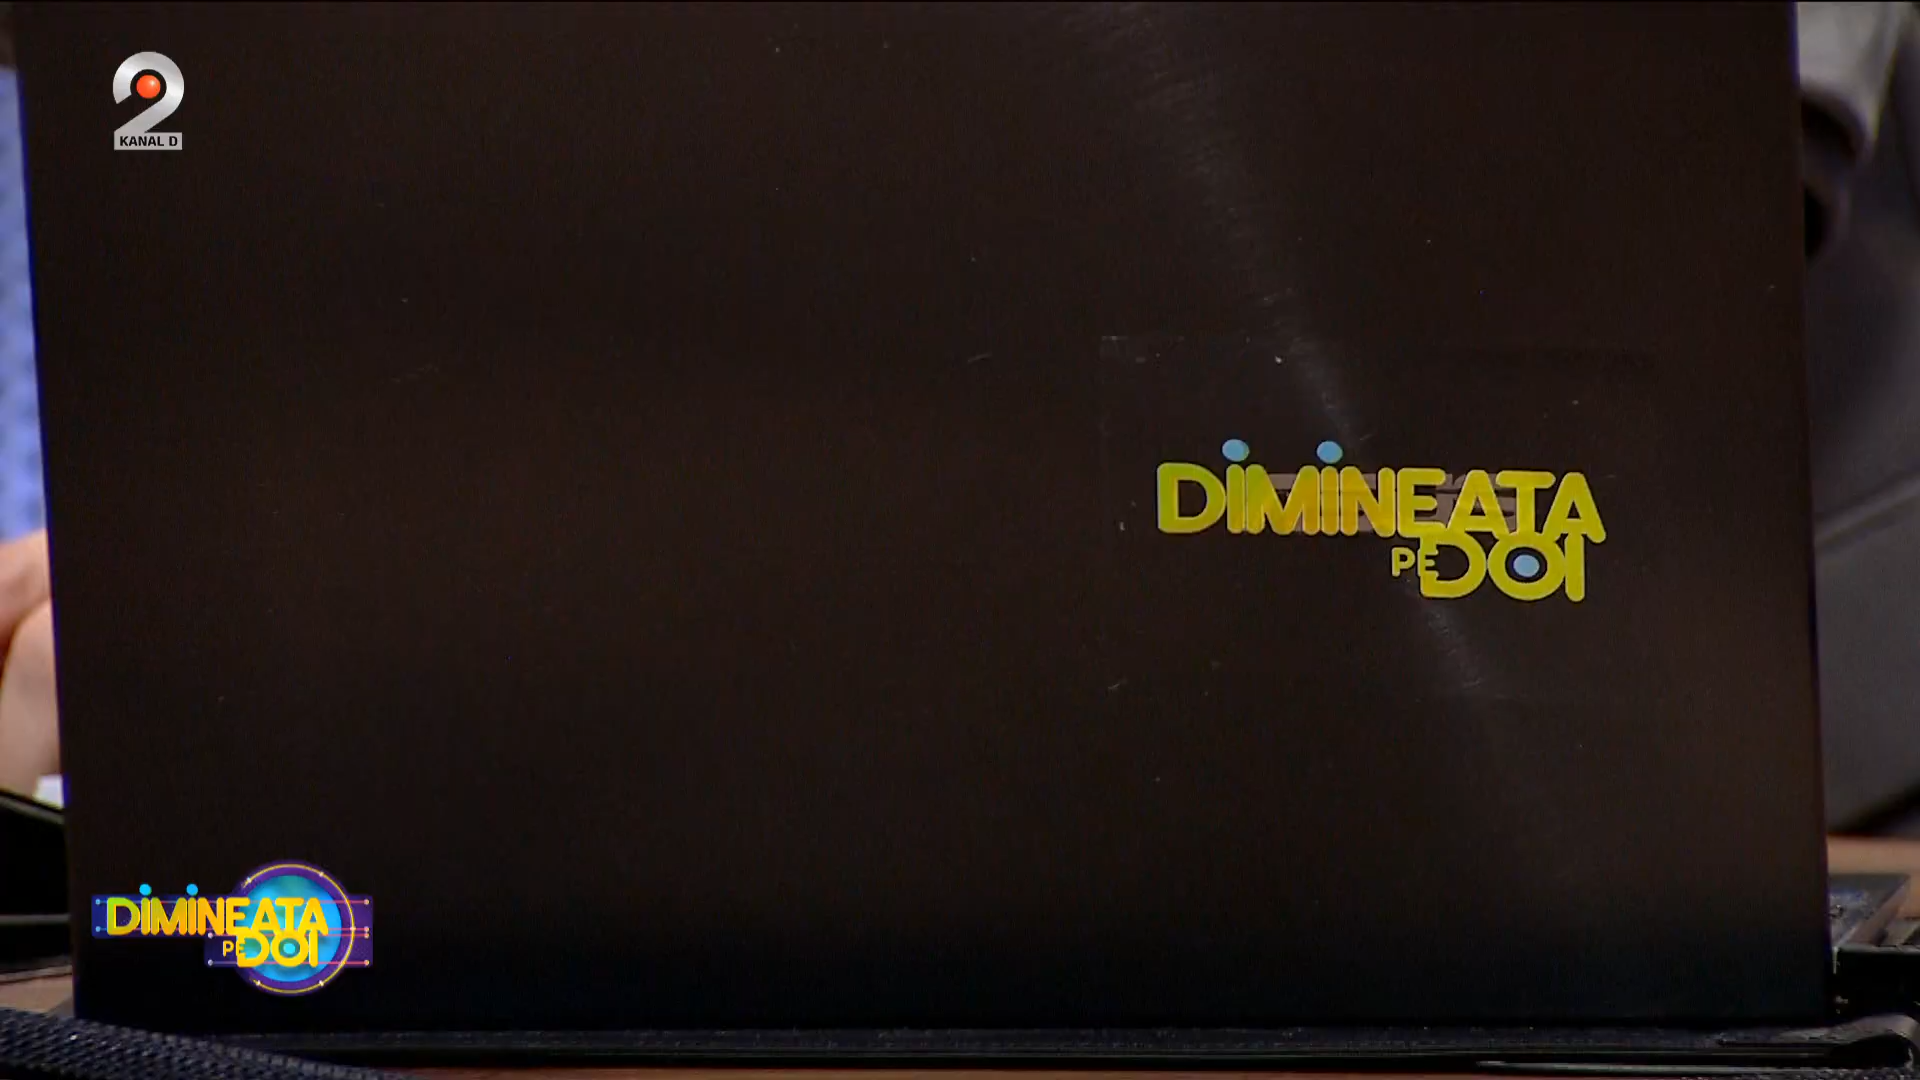 2
KANAL D
DIMINEATA
PE DOI
DIMINEATA
PE DOI